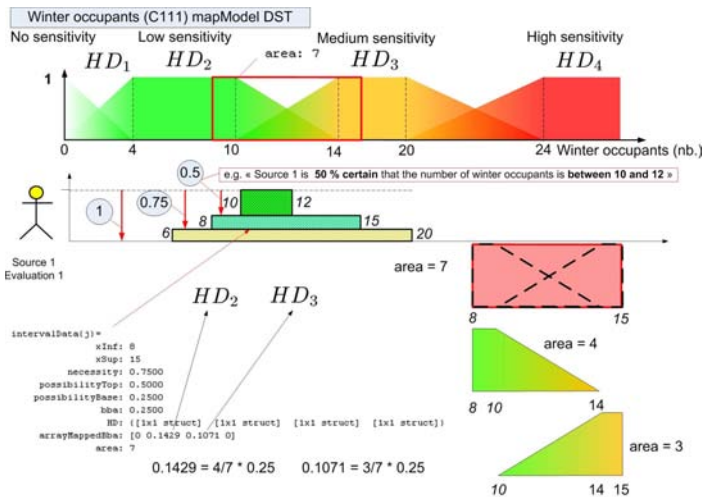 Winter occupants (C111) mapModel DST
No sensitivity Low sensitivity Medium sensitivity High sensitivity
HD1 HD2 area: 7 HD3 HD4
1
0 4 10 14 20 24 Winter occupants (nb.)
e.g. « Source 1 is 50 % certain that the number of winter occupants is between 10 and 12 »
0.5
0.75
1
10 12
8 15
6 20
Source 1
Evaluation 1
area = 7
8 15
HD2 HD3
intervalData(j)=
xInf: 8
xSup: 15
necessity: 0.7500
possibilityTop: 0.5000
possibilityBase: 0.2500
bba: 0.2500
HD: ([1x1 struct] [1x1 struct] [1x1 struct] [1x1 struct])
arrayMappedBba: [0 0.1429 0.1071 0]
area: 7
0.1429 = 4/7 * 0.25 0.1071 = 3/7 * 0.25
area = 4
8 10 14
area = 3
10 14 15